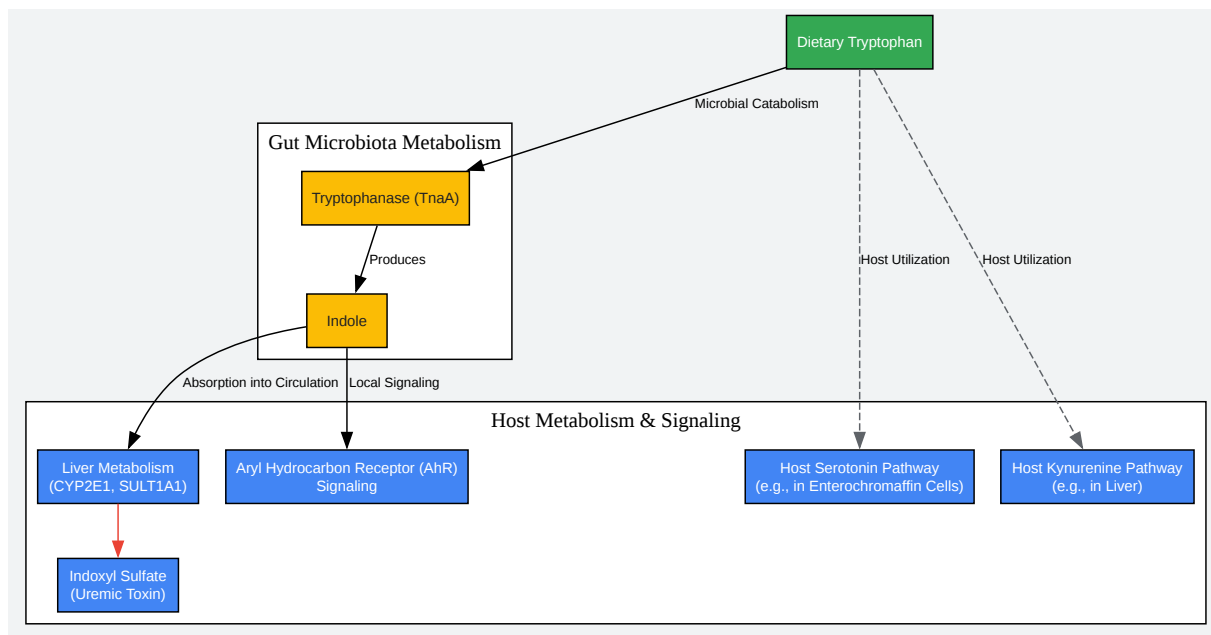 Dietary Tryptophan
Microbial Catabolism
Gut Microbiota Metabolism
Tryptophanase (TnaA)
Produces
Host Utilization
Host Utilization
Indole
Absorption into Circulation
Local Signaling
Host Metabolism & Signaling
Liver Metabolism
(CYP2E1, SULT1A1)
Aryl Hydrocarbon Receptor (AhR)
Signaling
Host Serotonin Pathway
(e.g., in Enterochromaffin Cells)
Host Kynurenine Pathway
(e.g., in Liver)
Indoxyl Sulfate
(Uremic Toxin)